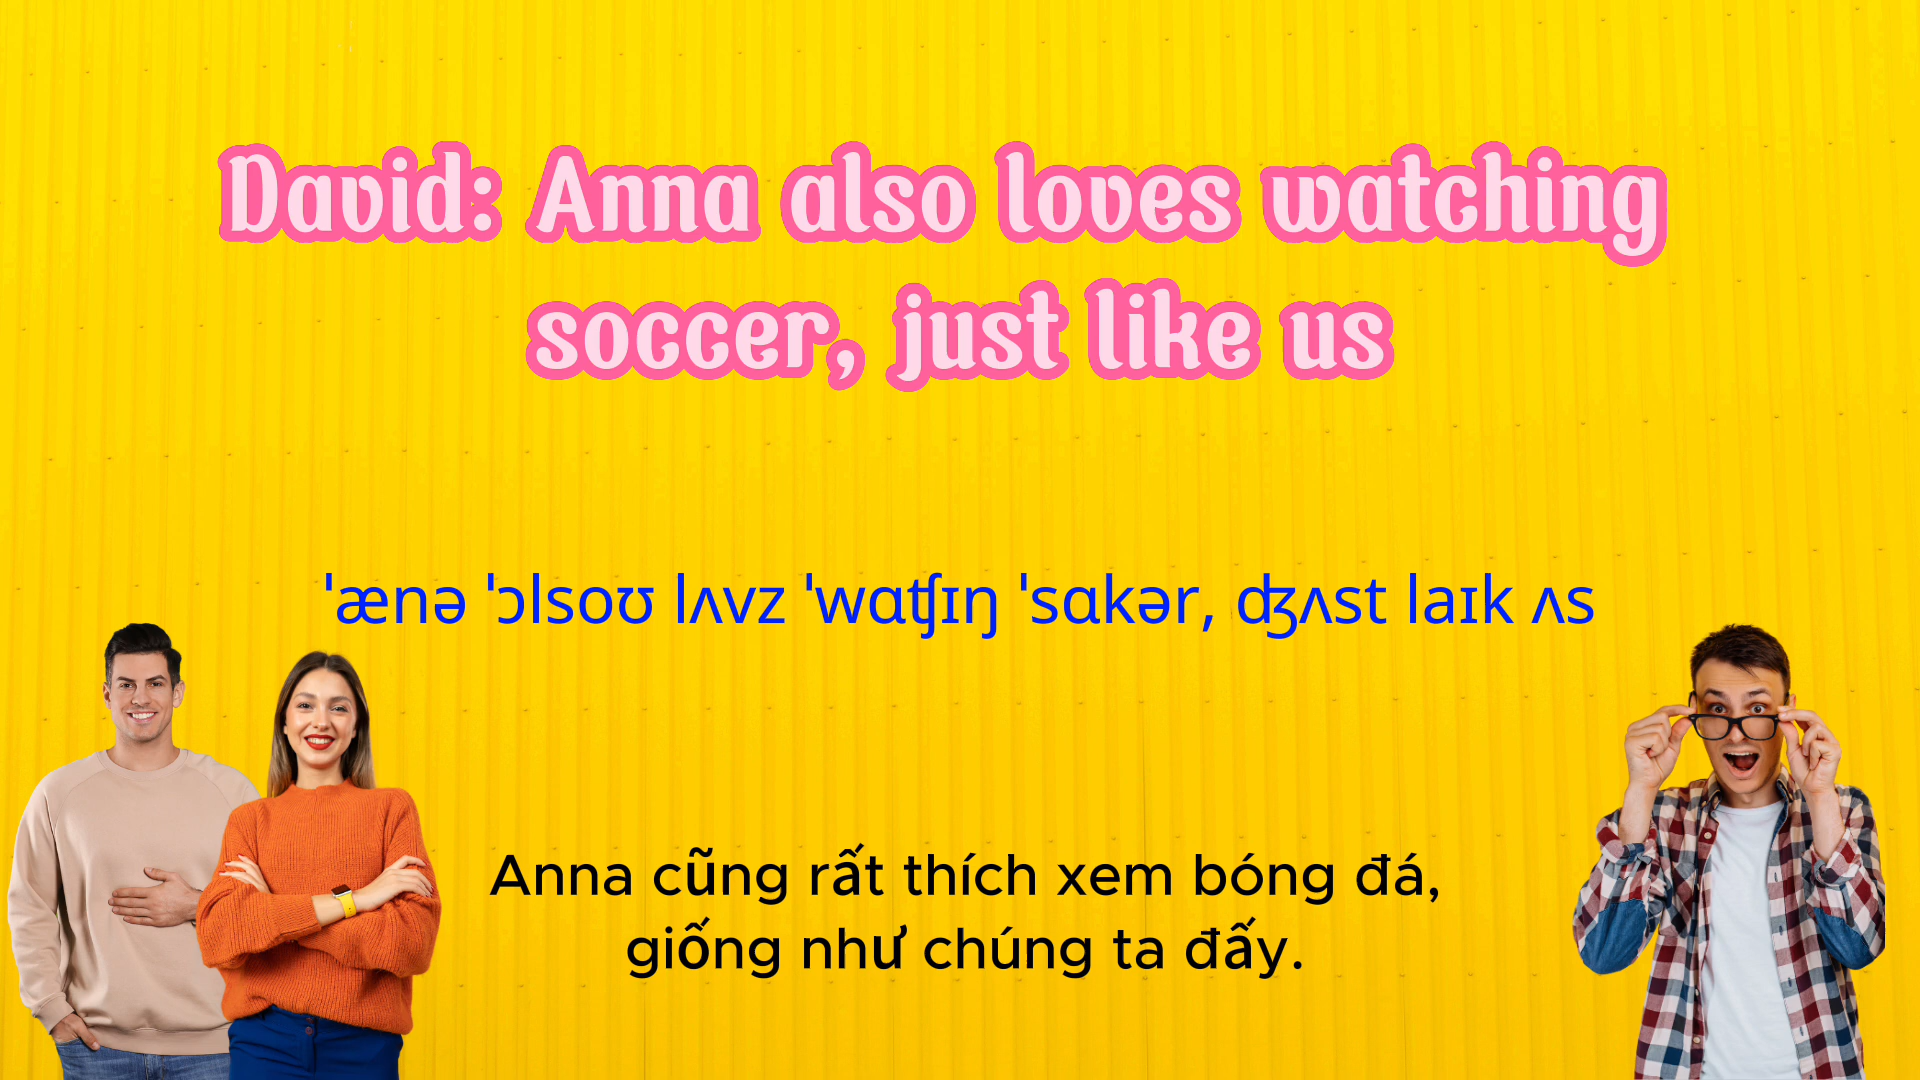 David: Anna also loves watching
soccer, just like us
ˈænə ˈɔlsoʊ lʌvz ˈwɑʧɪŋ ˈsɑkər, ʤʌst laɪk ʌs
Anna cũng rất thích xem bóng đá,
giống như chúng ta đấy.